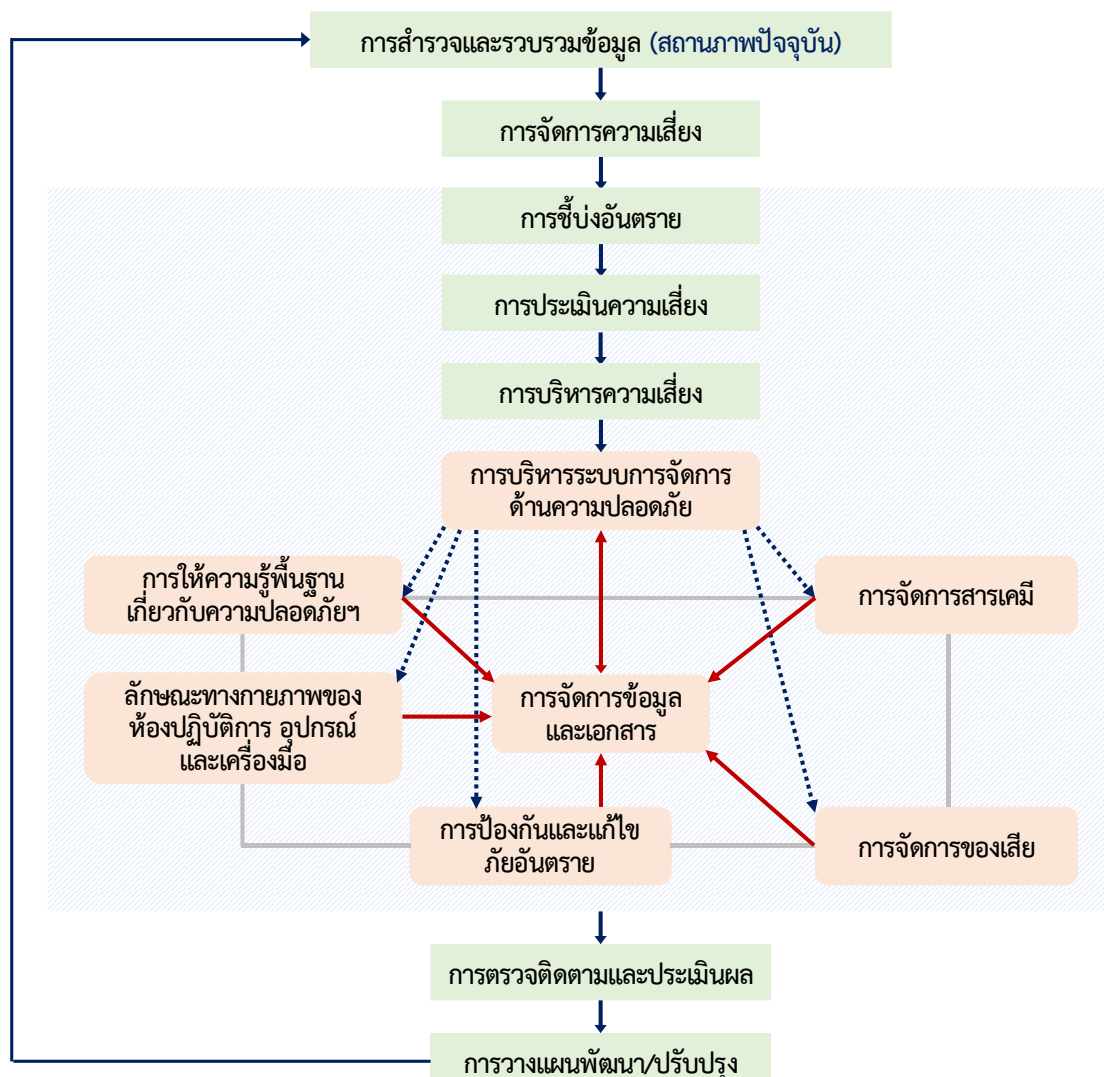 การสำรวจและรวบรวมข้อมูล (สถานภาพปัจจุบัน)
การจัดการความเสี่ยง
การชี้บ่งอันตราย
การประเมินความเสี่ยง
การบริหารความเสี่ยง
การบริหารระบบการจัดการ
ด้านความปลอดภัย
การให้ความรู้พื้นฐาน
เกี่ยวกับความปลอดภัยฯ
การจัดการสารเคมี
ลักษณะทางกายภาพของ
ห้องปฏิบัติการ อุปกรณ์
และเครื่องมือ
การจัดการข้อมูล
และเอกสาร
การป้องกันและแก้ไข
ภัยอันตราย
การจัดการของเสีย
การตรวจติดตามและประเมินผล
การวางแผนพัฒนา/ปรับปรุง